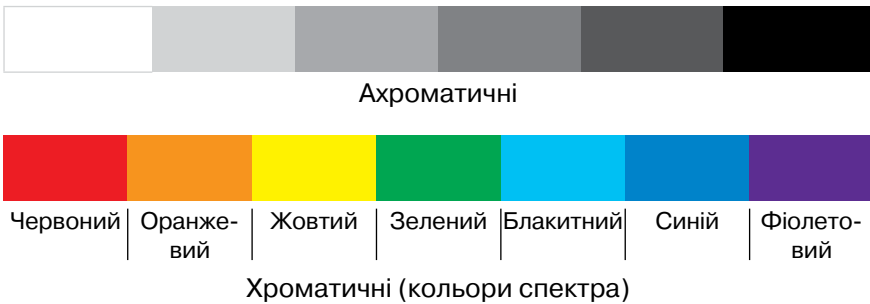 Ахроматичні
Червоний Оранже- Жовтий Зелений Блакитний Синій Фіолето-
вий вий
Хроматичні (кольори спектра)